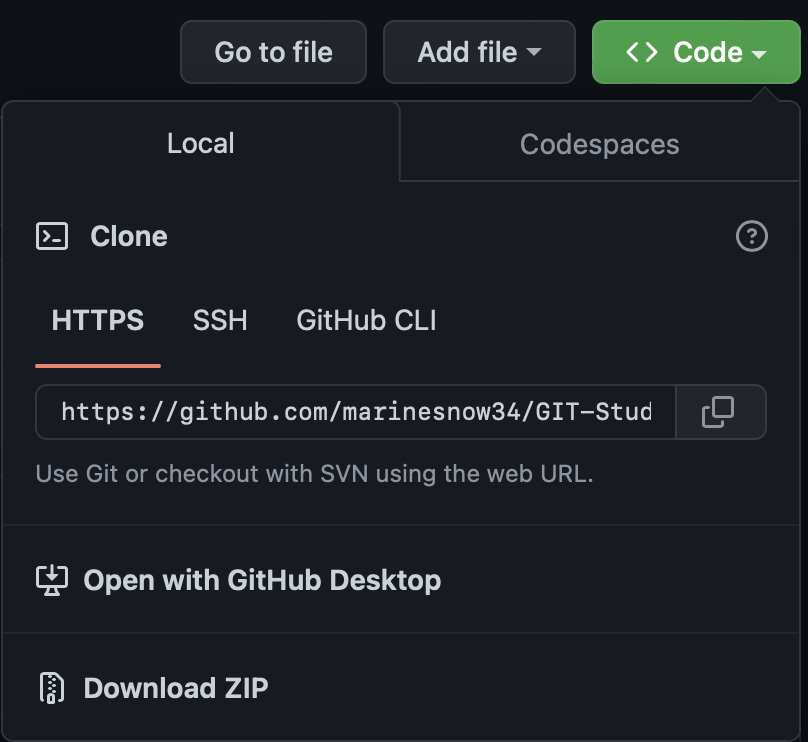 Go to file Add file <> Code
Local Codespaces
Clone
HTTPS SSH GitHub CLI
https://github.com/marinesnow34/GIT-Stud
Use Git or checkout with SVN using the web URL.
Open with GitHub Desktop
Download ZIP